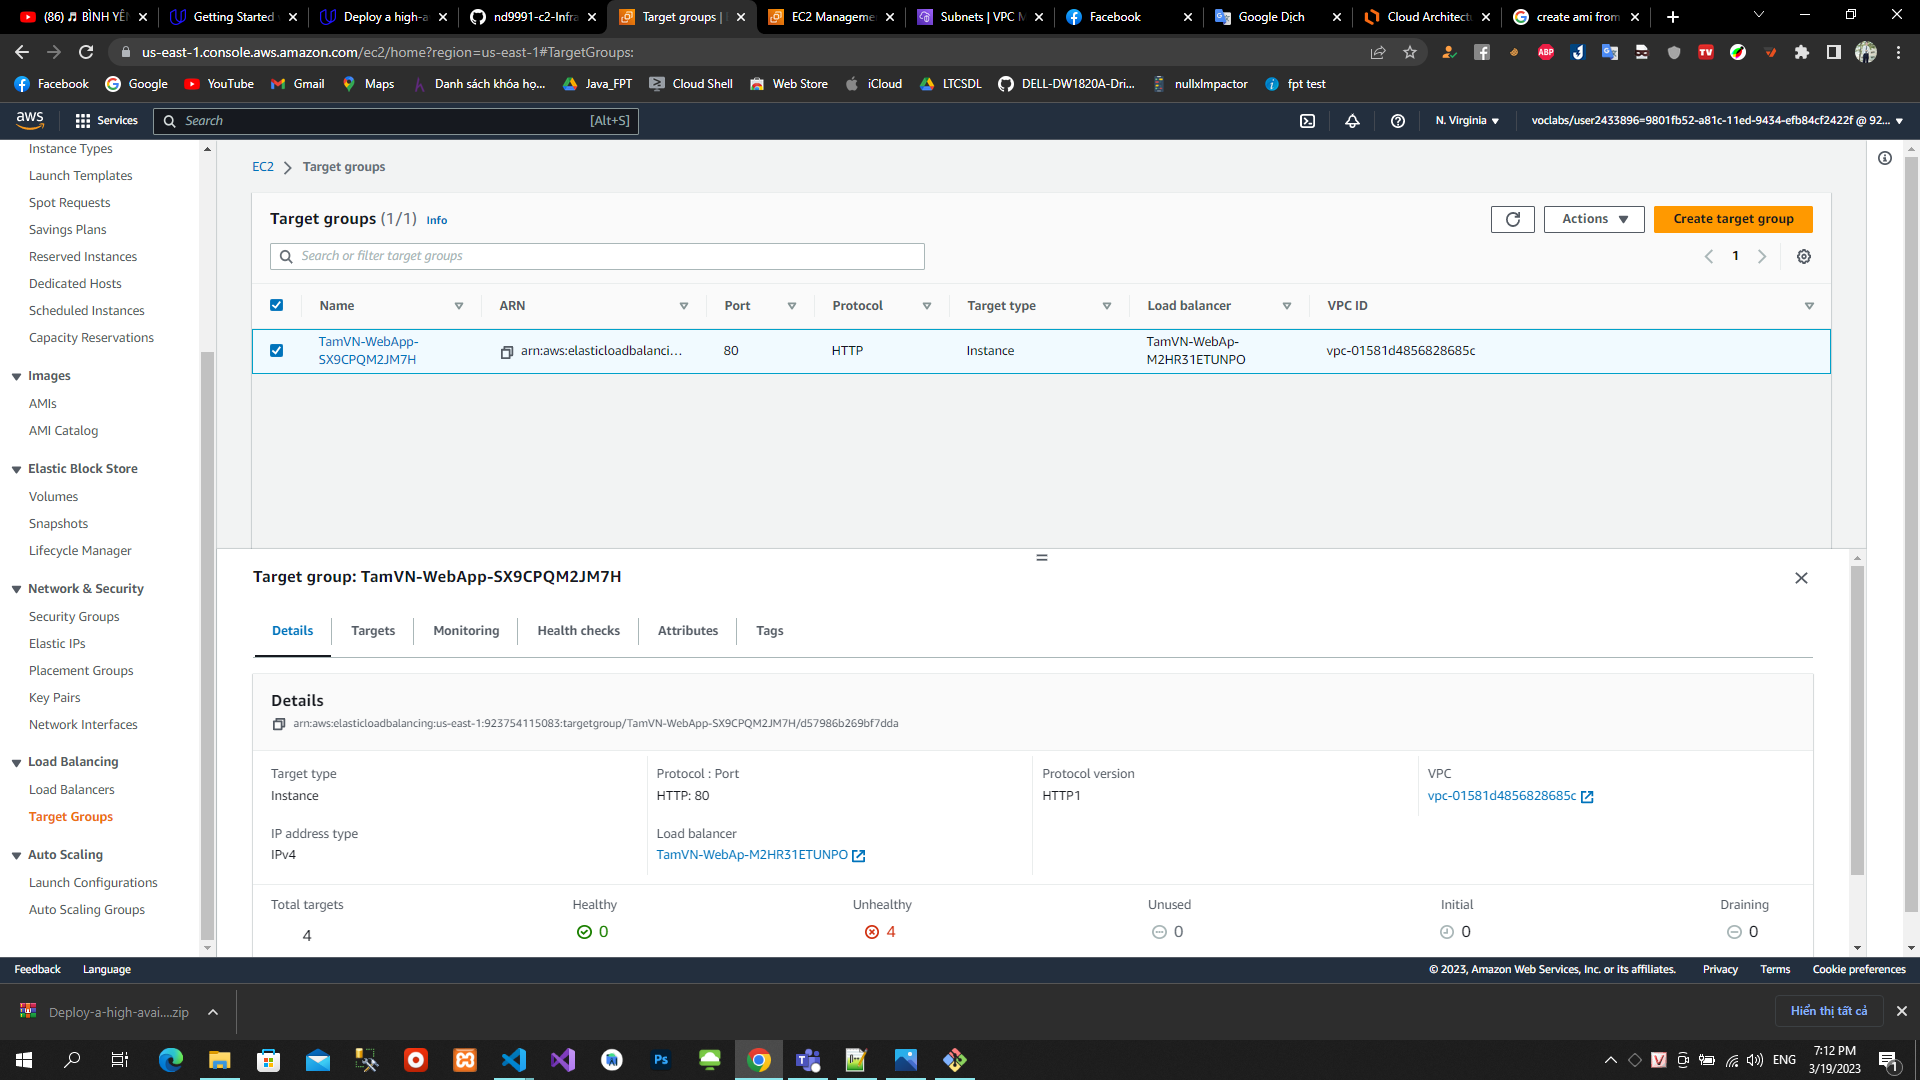 (86) ♬ BÌNH YÊN
Getting Started
Deploy a high-a
nd9991-c2-Infra
Target groups |
EC2 Manageme
Subnets | VPC M
Facebook
Google Dịch
Cloud Architect
create ami from
us-east-1.console.aws.amazon.com/ec2/home?region=us-east-1#TargetGroups:
Facebook
Google
YouTube
Gmail
Maps
Danh sách khóa họ...
Java_FPT
Cloud Shell
Web Store
iCloud
LTCSDL
DELL-DW1820A-Dri...
nullxImpactor
fpt test
aws
Services
Search
[Alt+S]
N. Virginia
voclabs/user2433896=9801fb52-a81c-11ed-9434-efb84cf2422f @ 92...
Instance Types
Launch Templates
Spot Requests
Savings Plans
Reserved Instances
Dedicated Hosts
Scheduled Instances
Capacity Reservations
Images
AMIs
AMI Catalog
Elastic Block Store
Volumes
Snapshots
Lifecycle Manager
Network & Security
Security Groups
Elastic IPs
Placement Groups
Key Pairs
Network Interfaces
Load Balancing
Load Balancers
Target Groups
Auto Scaling
Launch Configurations
Auto Scaling Groups
EC2 > Target groups
Target groups (1/1) Info
Actions
Create target group
Search or filter target groups
1
Name
ARN
Port
Protocol
Target type
Load balancer
VPC ID
TamVN-WebApp-
SX9CPQM2JM7H
arn:aws:elasticloadbalanci...
80
HTTP
Instance
TamVN-WebAp-
M2HR31ETUNPO
vpc-01581d4856828685c
Target group: TamVN-WebApp-SX9CPQM2JM7H
Details
Targets
Monitoring
Health checks
Attributes
Tags
Details
arn:aws:elasticloadbalancing:us-east-1:923754115083:targetgroup/TamVN-WebApp-SX9CPQM2JM7H/d57986b269bf7dda
Target type
Instance
Protocol : Port
HTTP: 80
Protocol version
HTTP1
VPC
vpc-01581d4856828685c
IP address type
IPv4
Load balancer
TamVN-WebAp-M2HR31ETUNPO
Total targets
4
Healthy
0
Unhealthy
4
Unused
0
Initial
0
Draining
0
Feedback
Language
© 2023, Amazon Web Services, Inc. or its affiliates.
Privacy
Terms
Cookie preferences
Deploy-a-high-avai....zip
Hiển thị tất cả
ENG
7:12 PM
3/19/2023
1